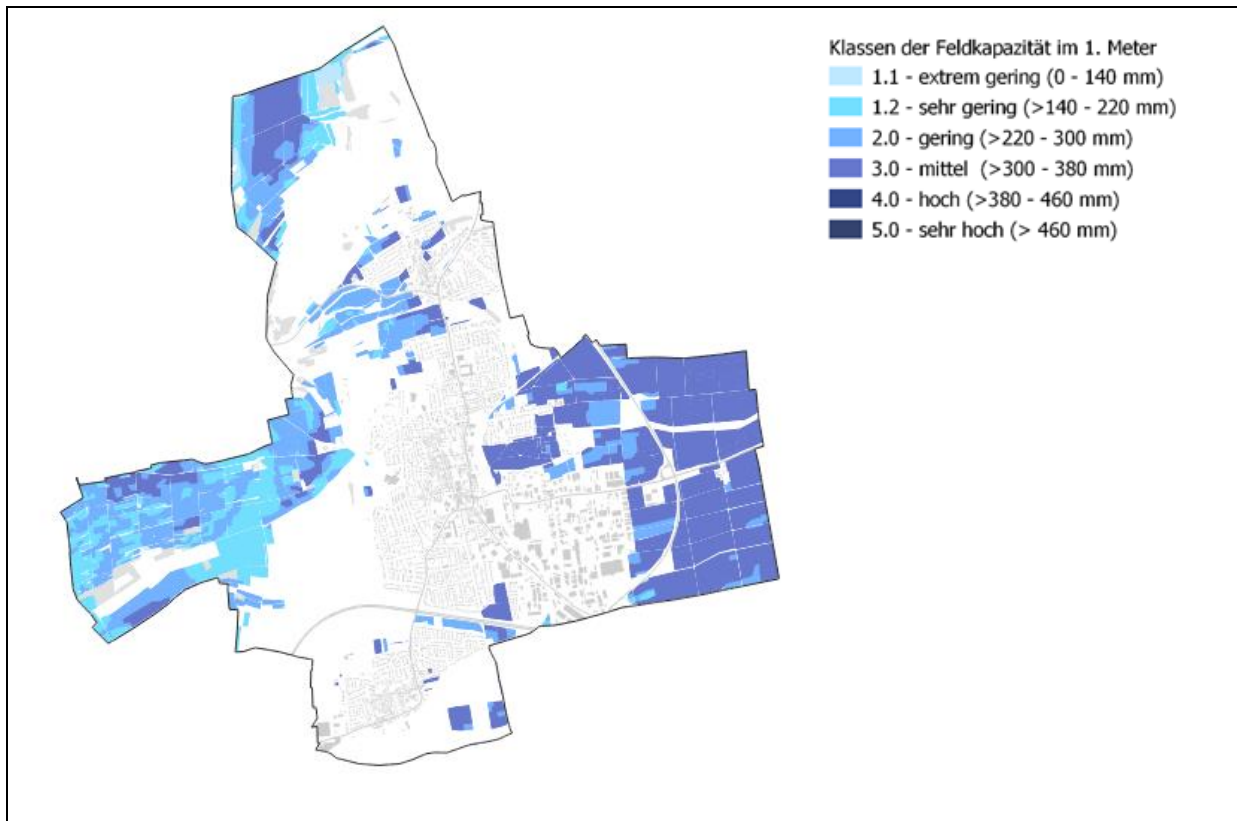 Klassen der Feldkapazität im 1. Meter
1.1 - extrem gering (0 - 140 mm)
1.2 - sehr gering (>140 - 220 mm)
2.0 - gering (>220 - 300 mm)
3.0 - mittel (>300 - 380 mm)
4.0 - hoch (>380 - 460 mm)
5.0 - sehr hoch (> 460 mm)